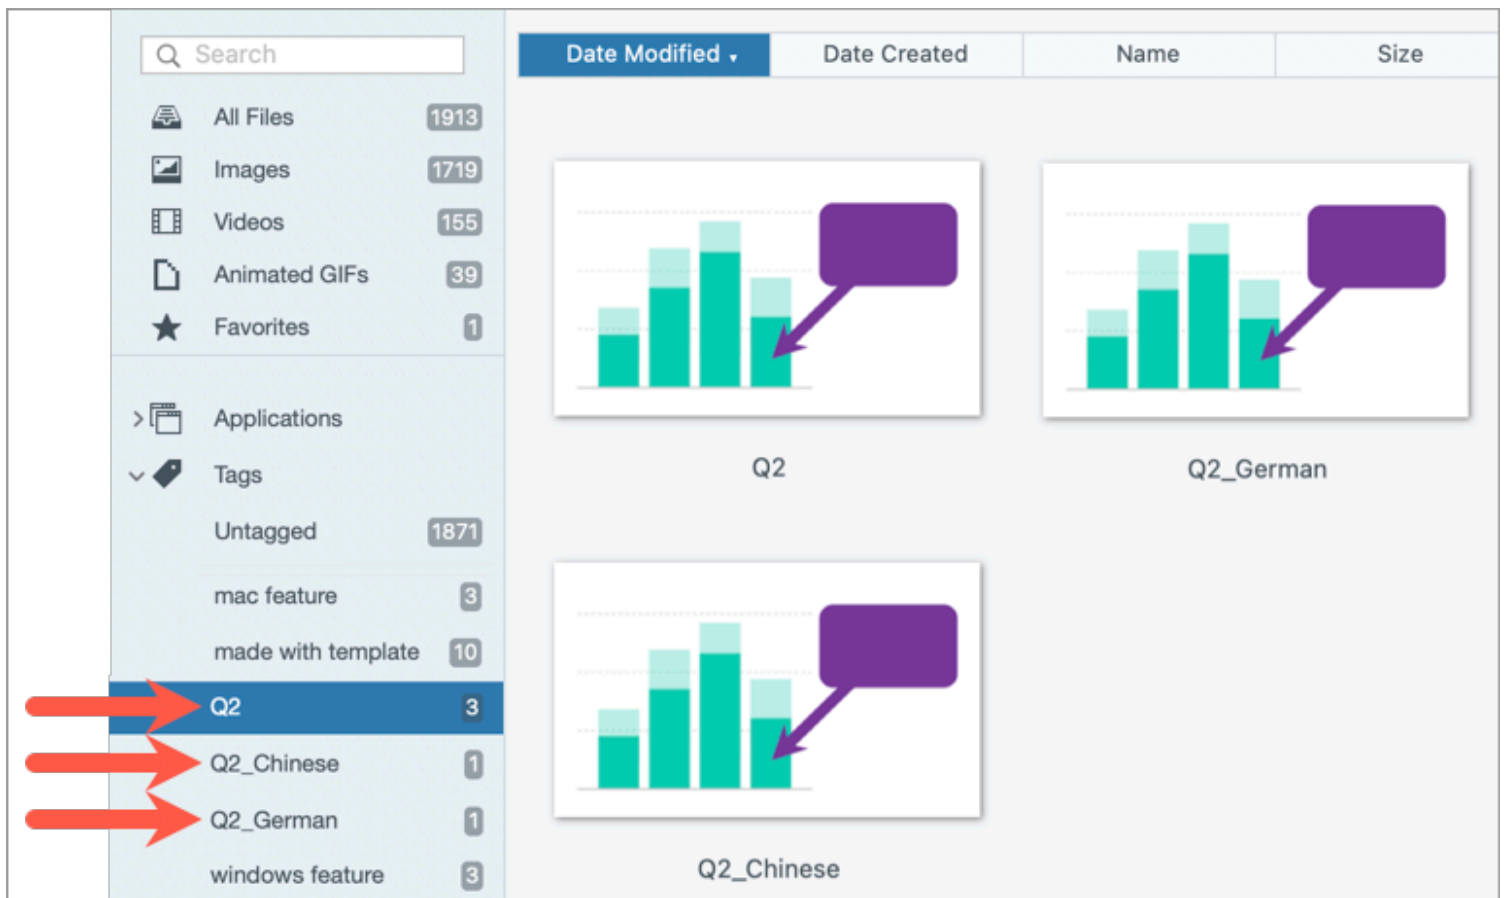 Search
All Files 1913
Images 1719
Videos 155
Animated GIFs 39
Favorites 1
Applications
Tags
Untagged 1871
mac feature 3
made with template 10
Q2 3
Q2_Chinese 1
Q2_German 1
windows feature 3
Date Modified Date Created Name Size
Q2 Q2_German
Q2_Chinese